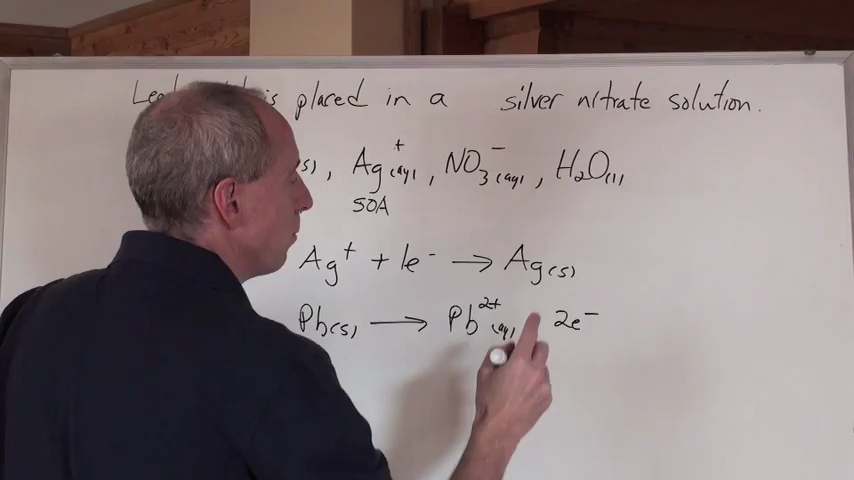 is placed in a silver nitrate solution.
(s), Ag⁺(aq), NO₃⁻(aq), H₂O(l)
SOA
Ag⁺ + 1e⁻ → Ag(s)
Pb(s) → Pb²⁺(aq) 2e⁻